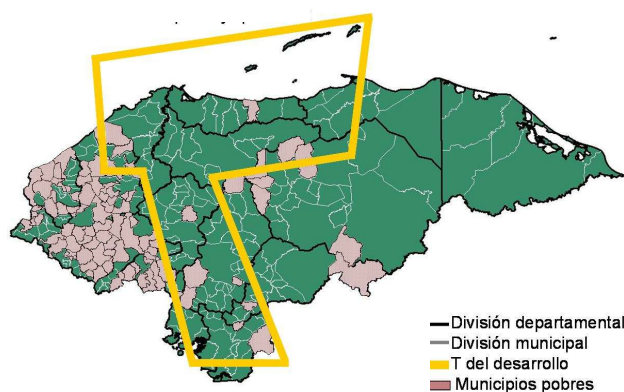 División departamental
División municipal
T del desarrollo
Municipios pobres